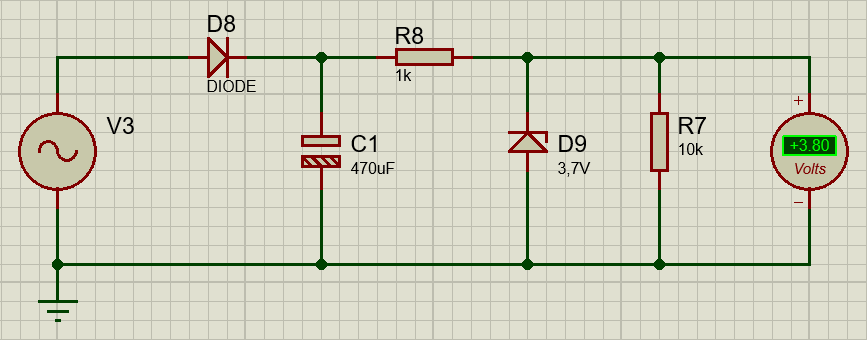 D8
DIODE
R8
1k
V3
C1
470uF
D9
3,7V
R7
10k
+
+3.80
Volts
−